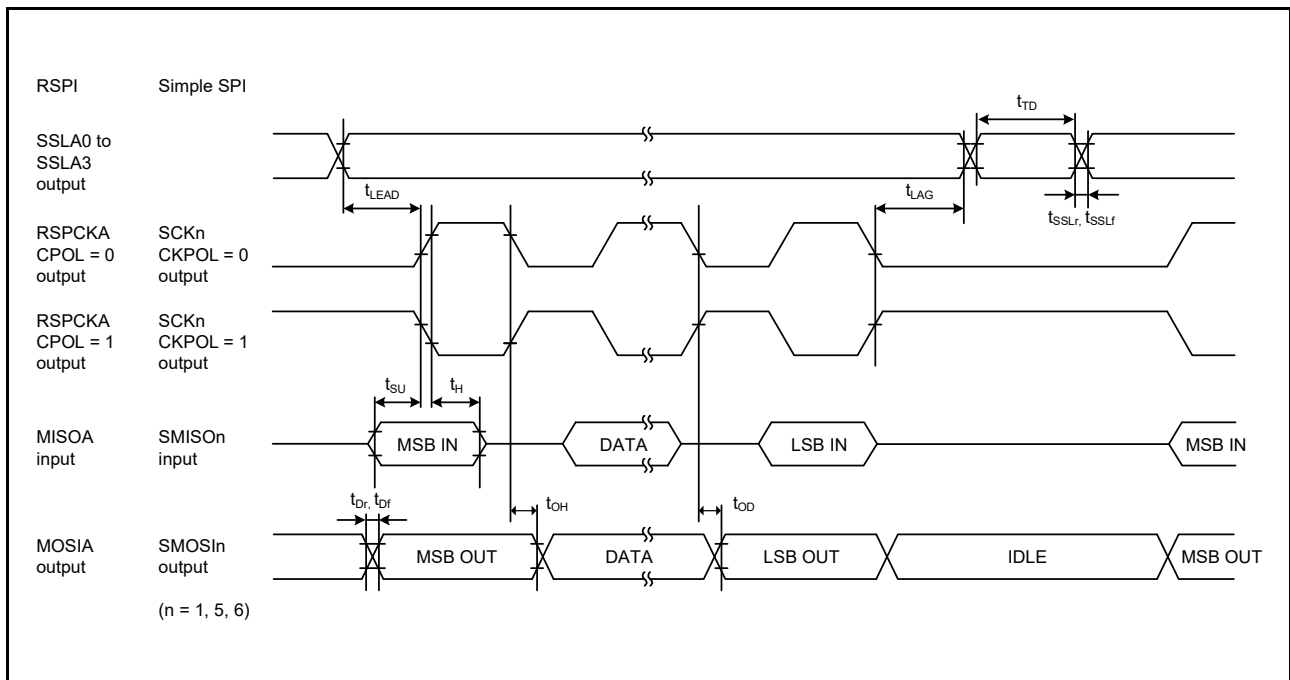 RSPI Simple SPI
tTD
SSLA0 to
SSLA3
output
tLEAD
tLAG
tSSLr, tSSLf
RSPCKA SCKn
CPOL = 0 CKPOL = 0
output output
RSPCKA SCKn
CPOL = 1 CKPOL = 1
output output
tSU tH
MISOA SMISOn
input input
MSB IN DATA LSB IN MSB IN
tDr, tDf tOH tOD
MOSIA SMOSIn
output output
MSB OUT DATA LSB OUT IDLE MSB OUT
(n = 1, 5, 6)